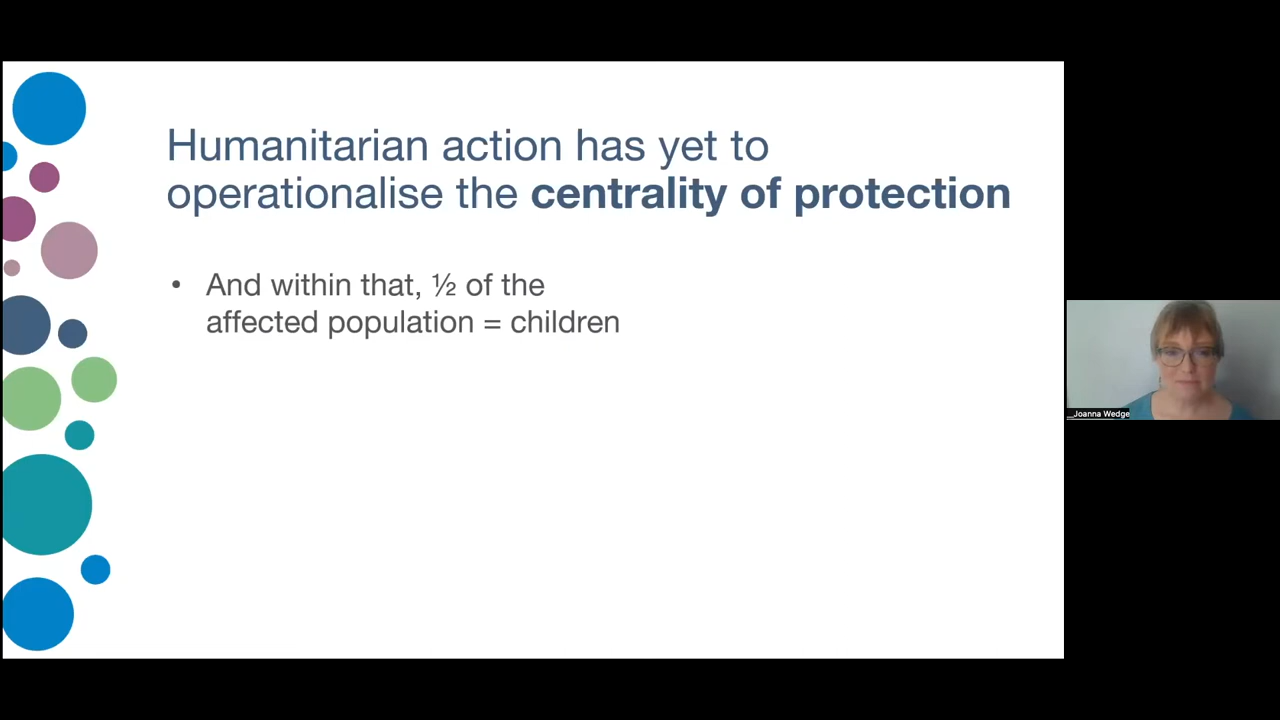 Humanitarian action has yet to
operationalise the centrality of protection
• And within that, ½ of the
affected population = children
Joanna Wedge